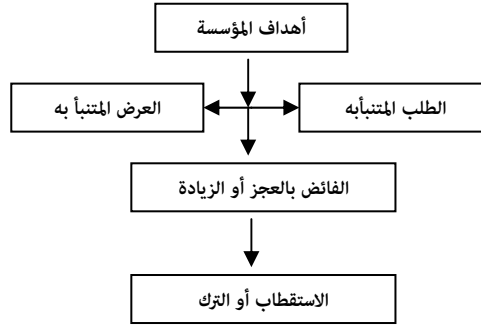 أهداف المؤسسة
الطلب المتنبأبه
العرض المتنبأ به
الفائض بالعجز أو الزيادة
الاستقطاب أو الترك